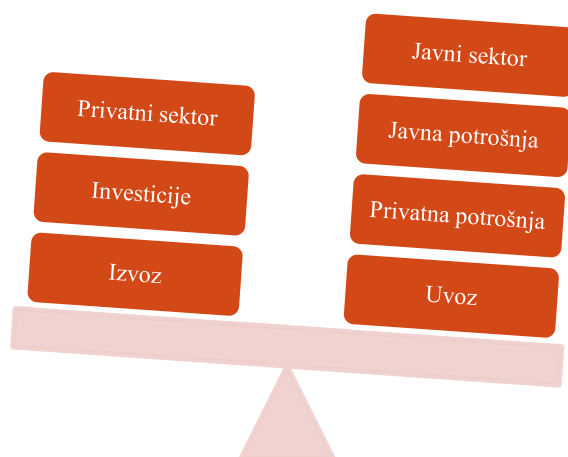 Privatni sektor
Investicije
Izvoz
Javni sektor
Javna potrošnja
Privatna potrošnja
Uvoz